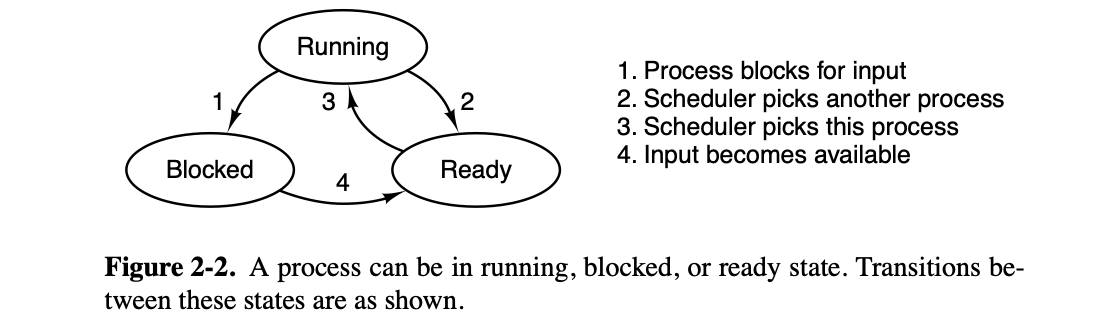 Running
1. Process blocks for input
2. Scheduler picks another process
3. Scheduler picks this process
4. Input becomes available
1
3
2
Blocked
4
Ready
Figure 2-2. A process can be in running, blocked, or ready state. Transitions be-
tween these states are as shown.